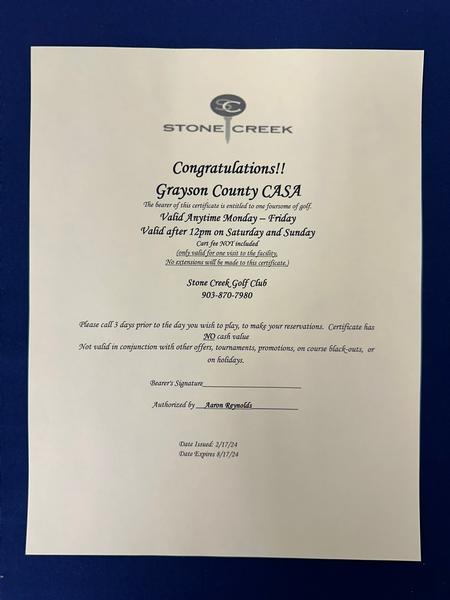 SC
STONE CREEK
Congratulations!!
Grayson County CASA
The bearer of this certificate is entitled to one foursome of golf.
Valid Anytime Monday – Friday
Valid after 12pm on Saturday and Sunday
Cart fee NOT included
(only valid for one visit to the facility,
No extensions will be made to this certificate.)
Stone Creek Golf Club
903-870-7980
Please call 3 days prior to the day you wish to play, to make your reservations. Certificate has
NO cash value
Not valid in conjunction with other offers, tournaments, promotions, on course black-outs, or
on holidays.
Bearer's Signature____________________
Authorized by __Aaron Reynolds__________
Date Issued: 2/17/24
Date Expires 8/17/24